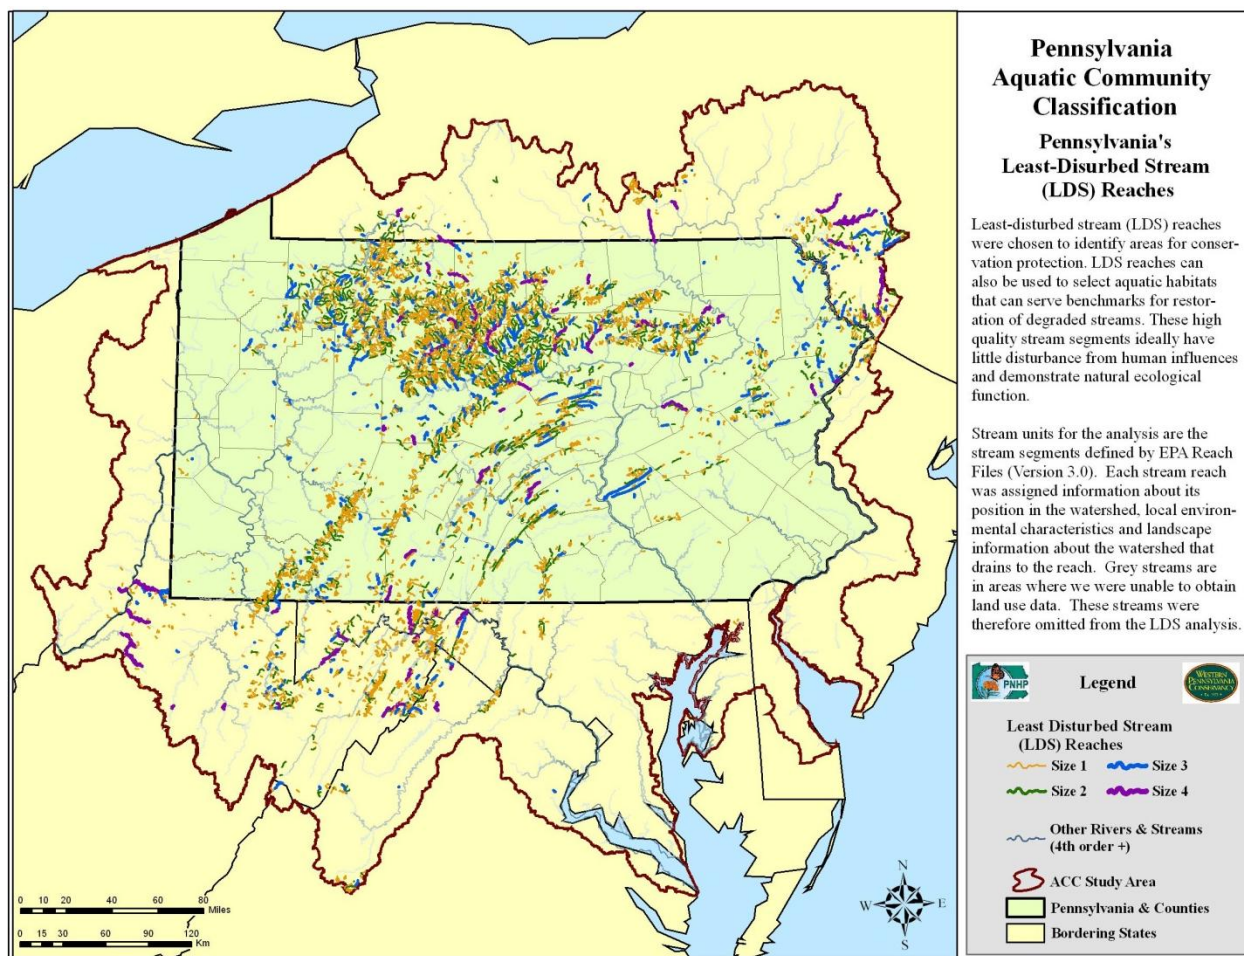 Pennsylvania
Aquatic Community
Classification
Pennsylvania's
Least-Disurbed Stream
(LDS) Reaches
Least-disturbed stream (LDS) reaches
were chosen to identify areas for conser-
vation protection. LDS reaches can
also be used to select aquatic habitats
that can serve benchmarks for restor-
ation of degraded streams. These high
quality stream segments ideally have
little disturbance from human influences
and demonstrate natural ecological
function.
Stream units for the analysis are the
stream segments defined by EPA Reach
Files (Version 3.0). Each stream reach
was assigned information about its
position in the watershed, local environ-
mental characteristics and landscape
information about the watershed that
drains to the reach. Grey streams are
in areas where we were unable to obtain
land use data. These streams were
therefore omitted from the LDS analysis.
PNHP
Legend
WESTERN
PENNSYLVANIA
CONSERVANCY
Least Disturbed Stream
(LDS) Reaches
Size 1
Size 3
Size 2
Size 4
Other Rivers & Streams
(4th order +)
ACC Study Area
Pennsylvania & Counties
Bordering States
N
W
E
S
0 10 20 40 60 80
Miles
0 15 30 60 90 120
Km